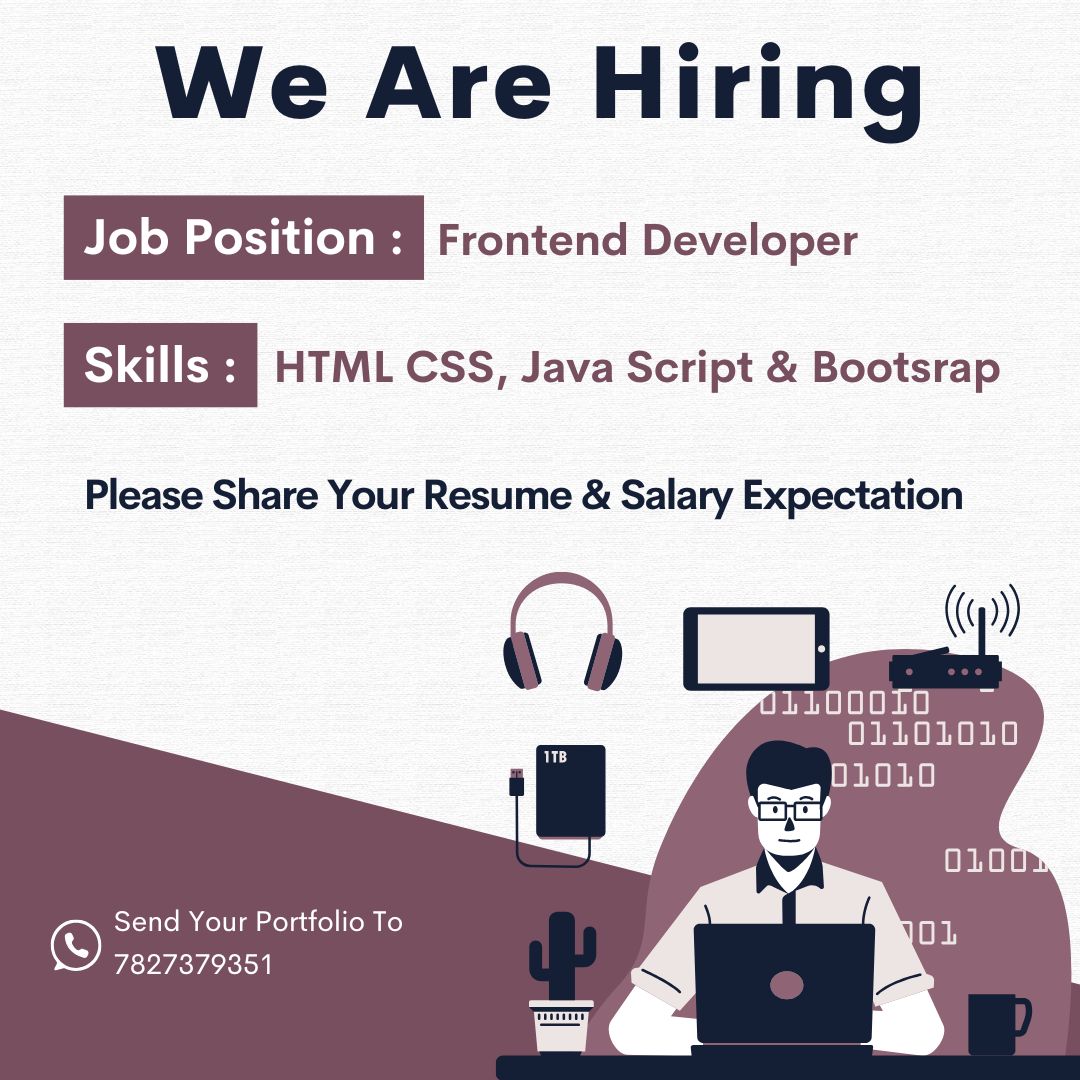 We Are Hiring
Job Position : Frontend Developer
Skills : HTML CSS, Java Script & Bootsrap
Please Share Your Resume & Salary Expectation
01100010
01101010
1TB
01010
01001
001
Send Your Portfolio To
7827379351